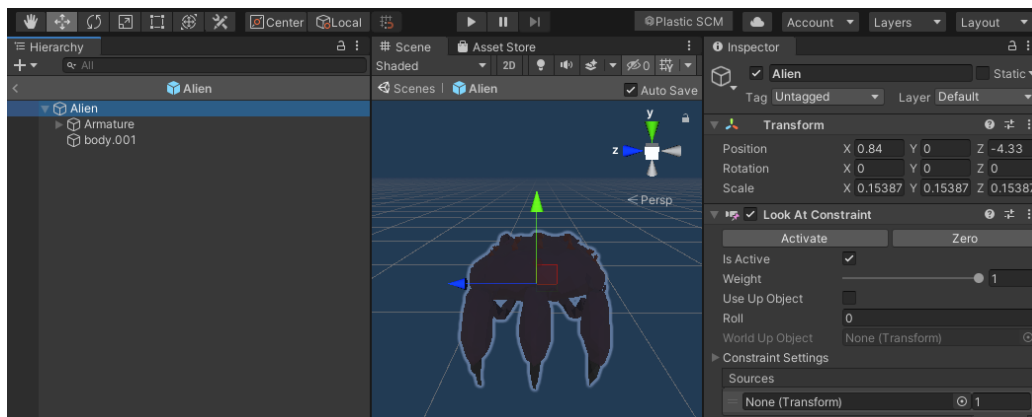 Center Local Plastic SCM Account Layers Layout
Hierarchy
Scene Asset Store
Inspector
All
Shaded 2D 0
Alien
Scenes | Alien Auto Save
Alien
Armature
body.001
y
z
< Persp
Alien Static
Tag Untagged Layer Default
Transform
Position X 0.84 Y 0 Z -4.33
Rotation X 0 Y 0 Z 0
Scale X 0.15387 Y 0.15387 Z 0.15387
Look At Constraint
Activate Zero
Is Active
Weight 1
Use Up Object
Roll 0
World Up Object None (Transform)
Constraint Settings
Sources
None (Transform) 1